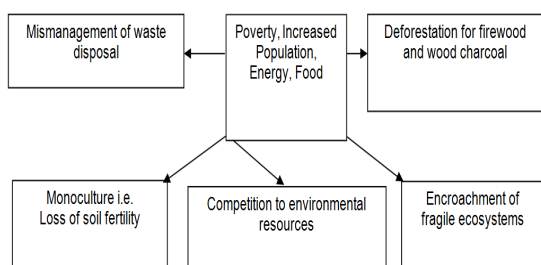 Mismanagement of waste
disposal
Poverty, Increased
Population,
Energy, Food
Deforestation for firewood
and wood charcoal
Monoculture i.e.
Loss of soil fertility
Competition to environmental
resources
Encroachment of
fragile ecosystems